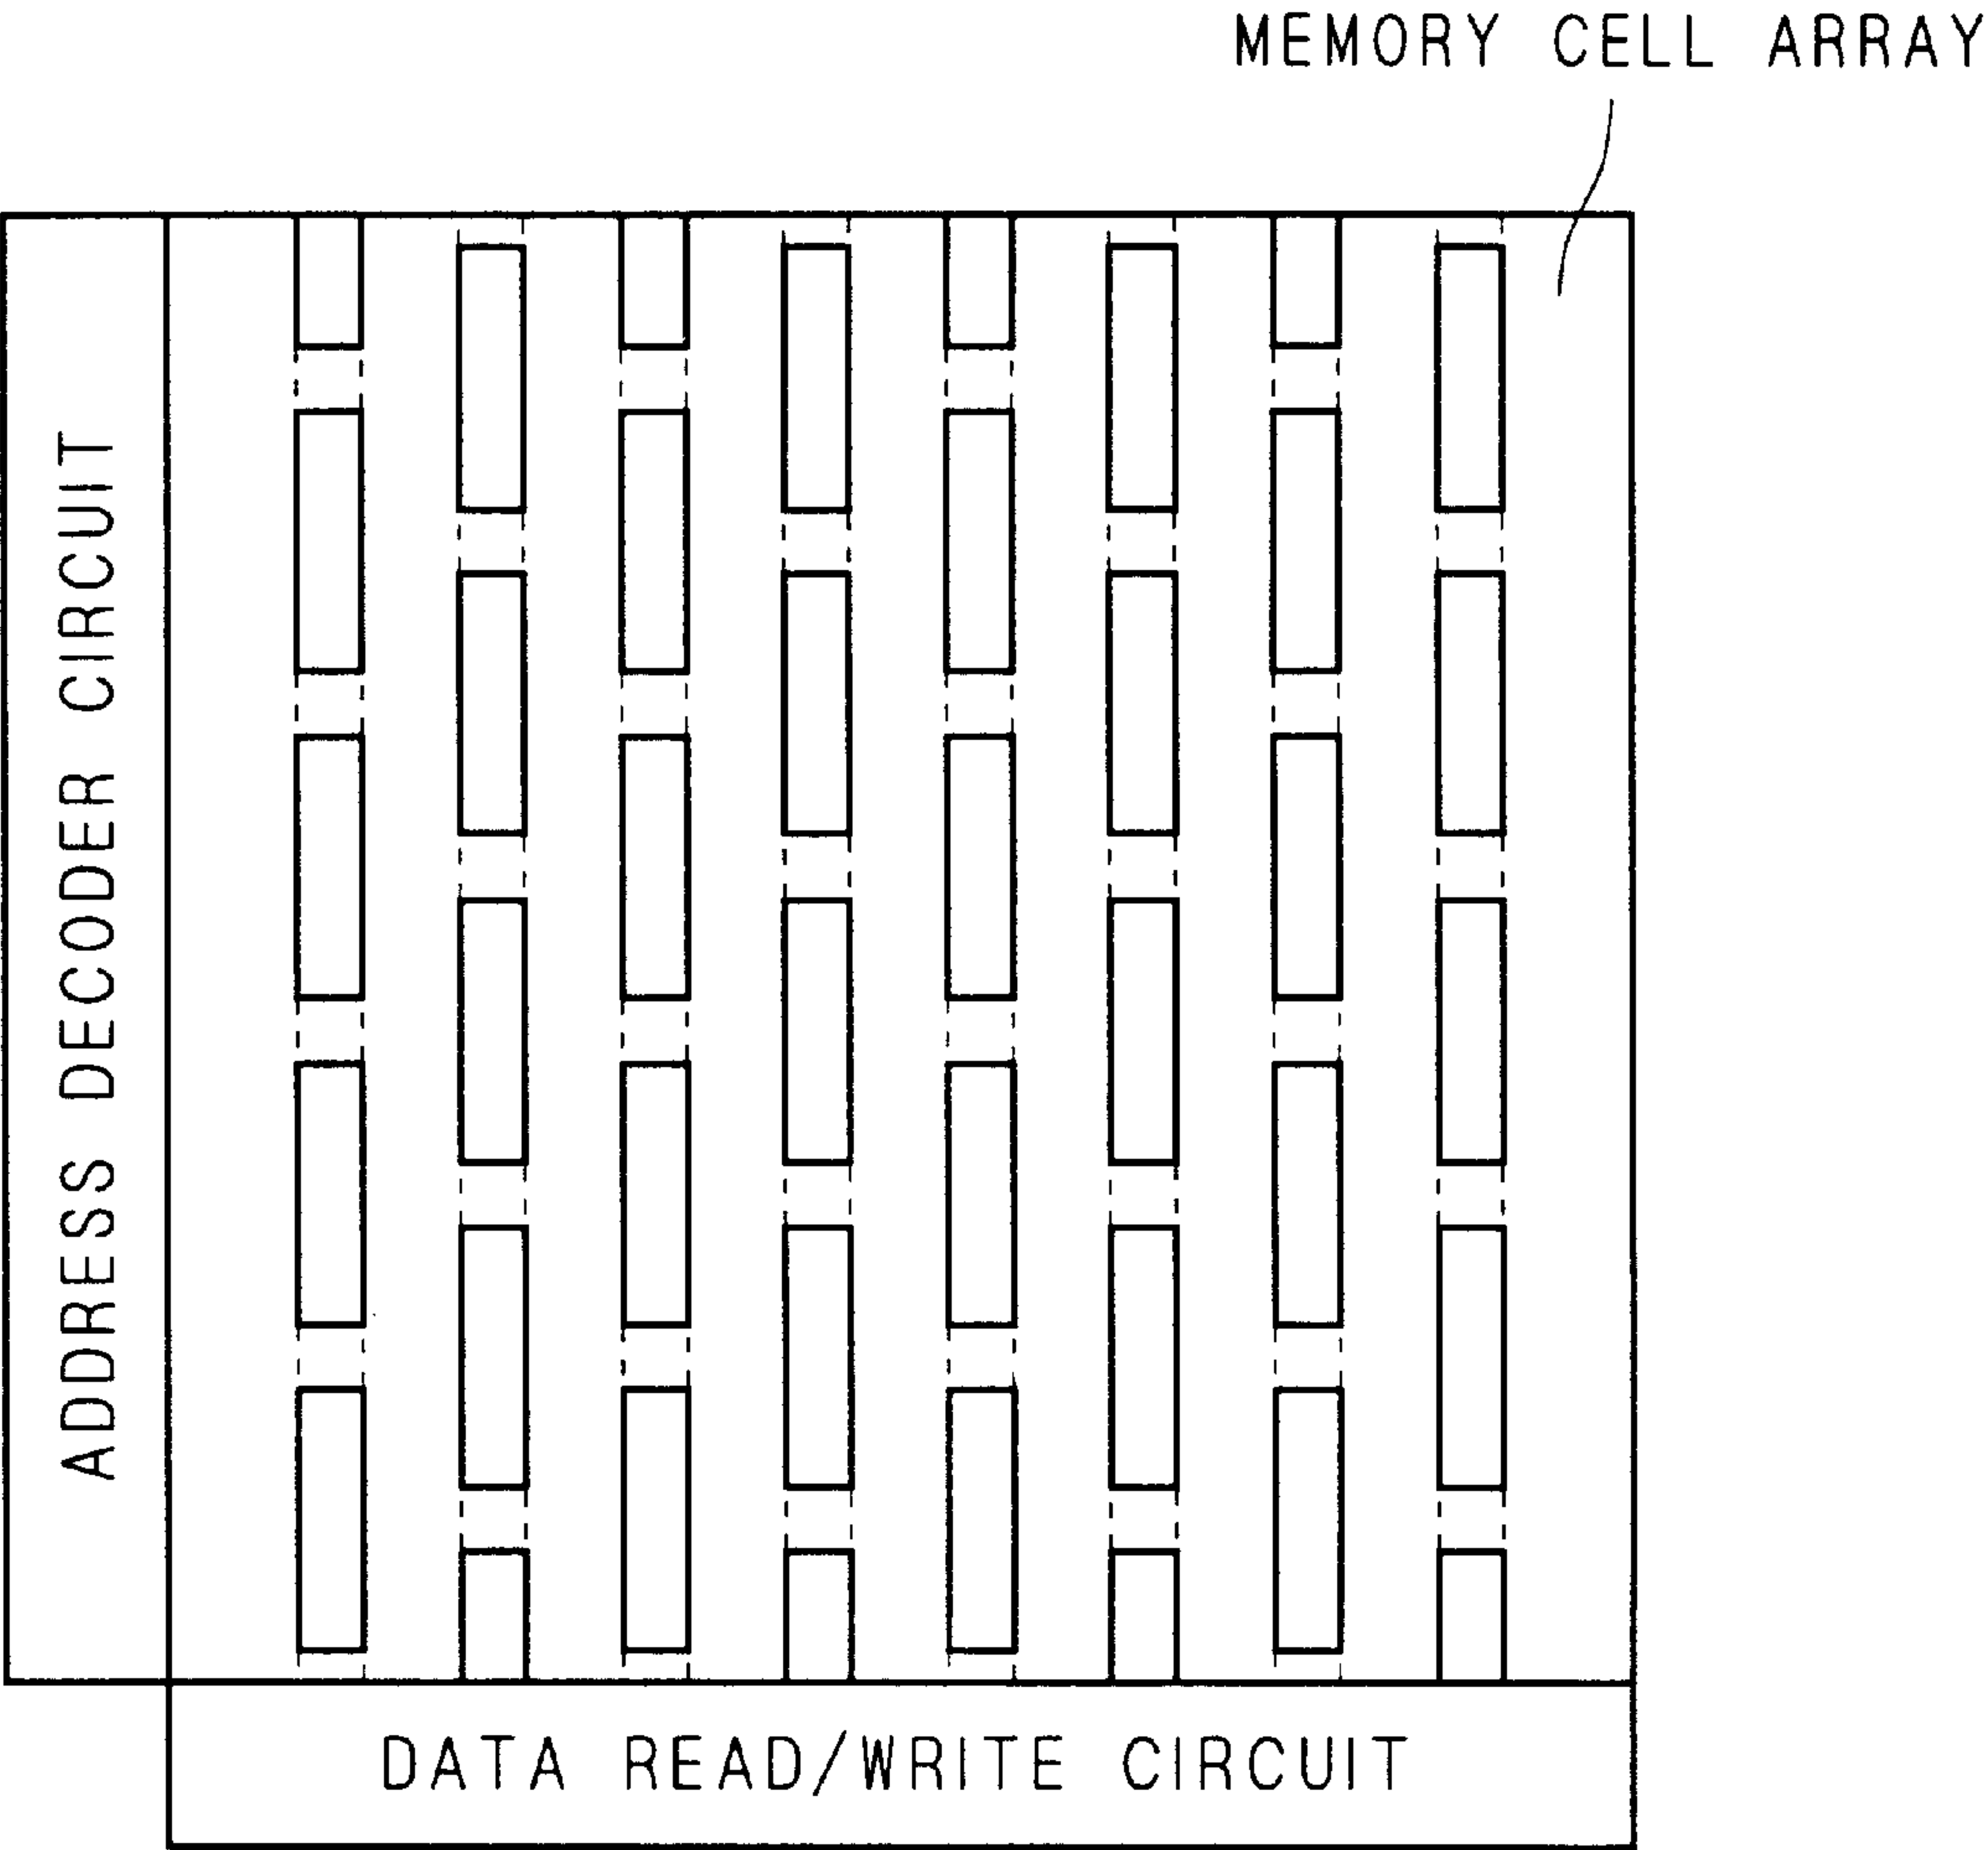 MEMORY CELL ARRAY
ADDRESS DECODER CIRCUIT
DATA READ/WRITE CIRCUIT